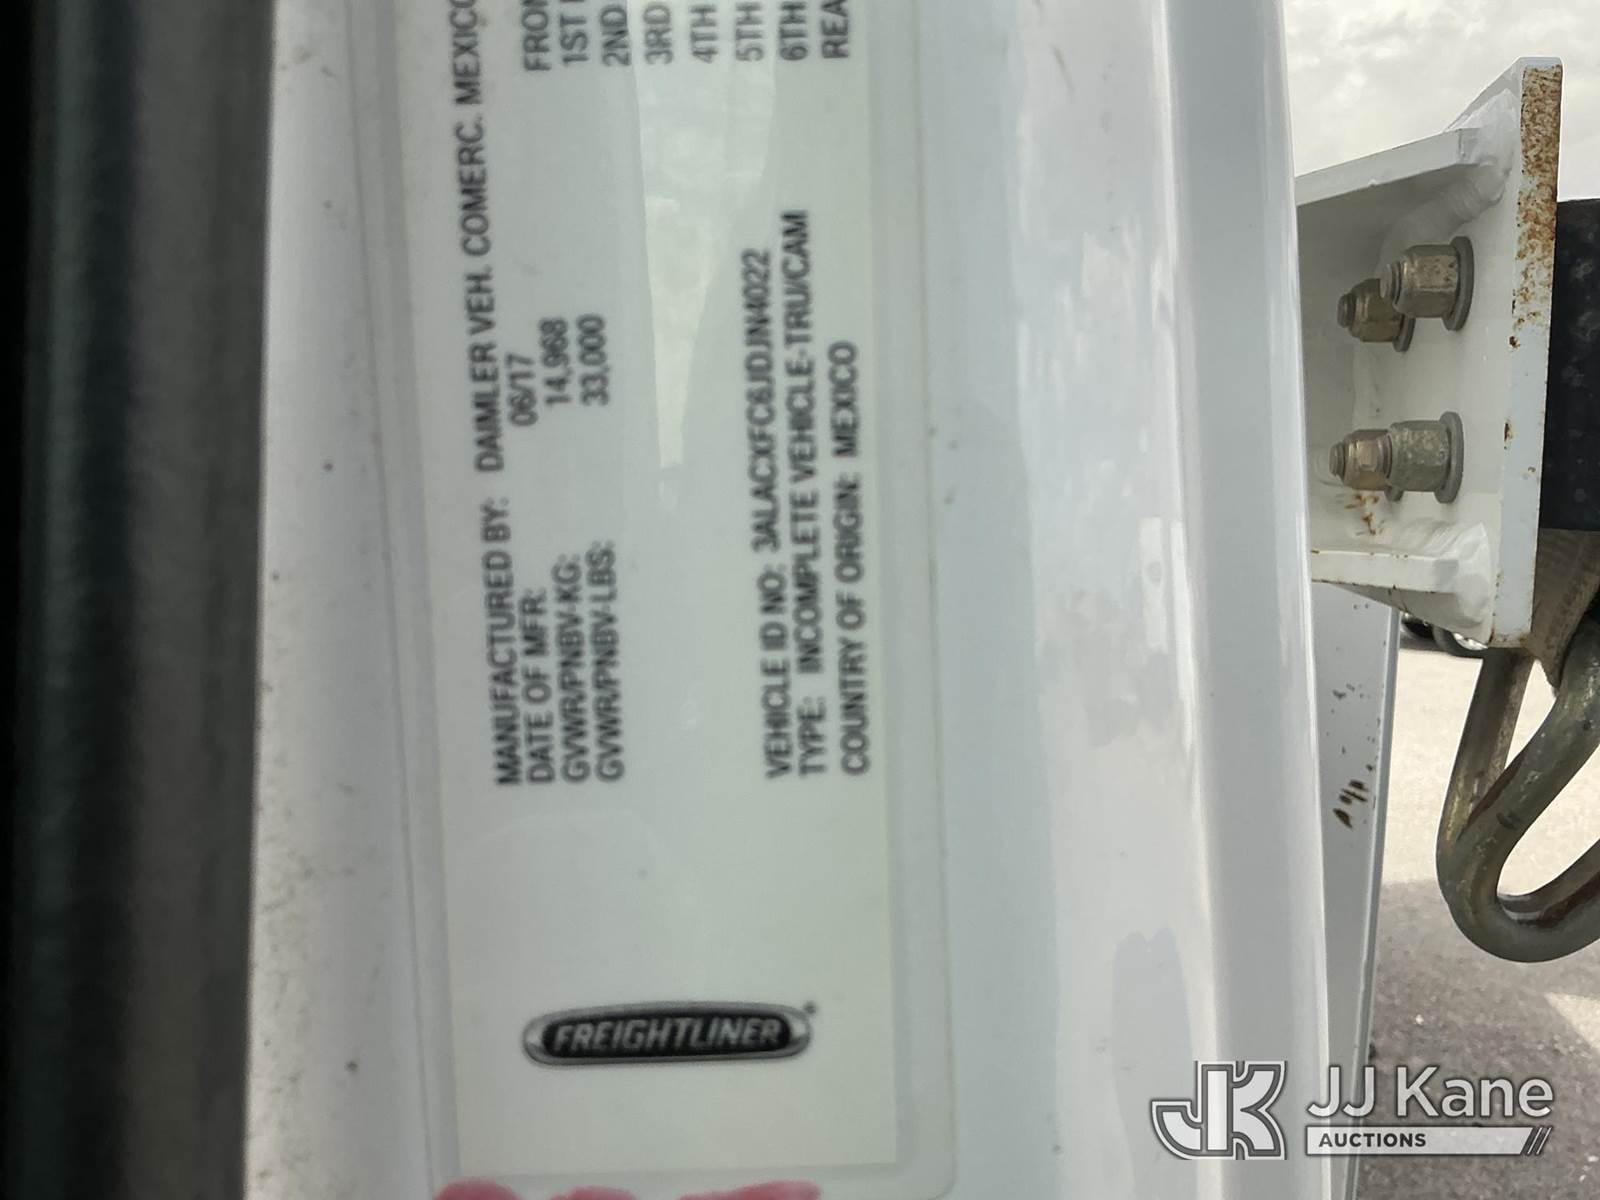 MANUFACTURED BY: DAIMLER VEH. COMERC. MEXICO
DATE OF MFR: 06/17
GVWR/PNBV-KG: 14,968
GVWR/PNBV-LBS: 33,000
VEHICLE ID NO: 3ALACXFC6JDJN4022
TYPE: INCOMPLETE VEHICLE-TRU/CAM
COUNTRY OF ORIGIN: MEXICO
FRON
1ST
2ND
3RD
4TH
5TH
6TH
REA
FREIGHTLINER®
JK JJ Kane
AUCTIONS